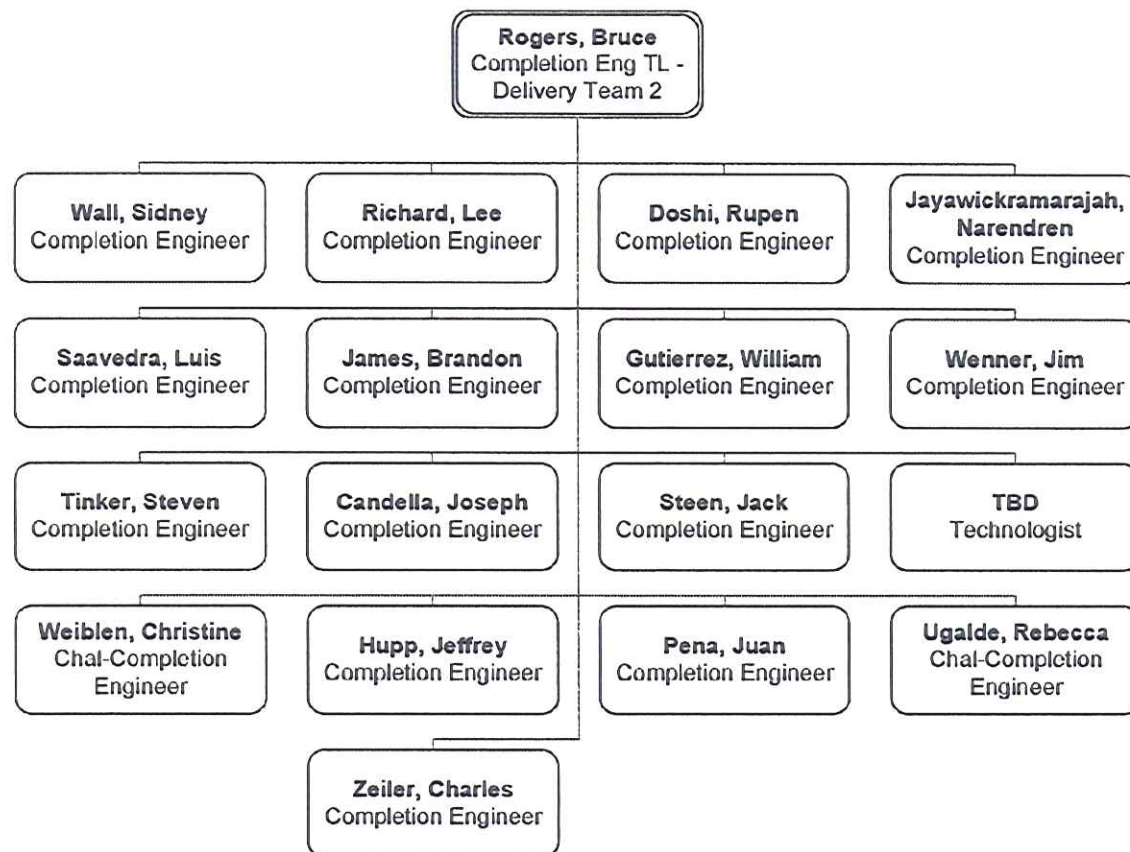 Rogers, Bruce
Completion Eng TL -
Delivery Team 2
Wall, Sidney
Completion Engineer
Richard, Lee
Completion Engineer
Doshi, Rupen
Completion Engineer
Jayawickramarajah,
Narendren
Completion Engineer
Saavedra, Luis
Completion Engineer
James, Brandon
Completion Engineer
Gutierrez, William
Completion Engineer
Wenner, Jim
Completion Engineer
Tinker, Steven
Completion Engineer
Candella, Joseph
Completion Engineer
Steen, Jack
Completion Engineer
TBD
Technologist
Weiblen, Christine
Chal-Completion
Engineer
Hupp, Jeffrey
Completion Engineer
Pena, Juan
Completion Engineer
Ugalde, Rebecca
Chal-Completion
Engineer
Zeiler, Charles
Completion Engineer